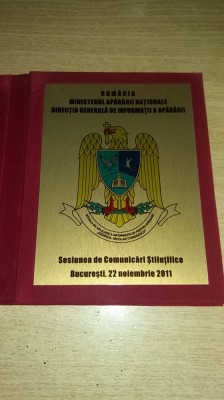 ROMÂNIA
MINISTERUL APĂRĂRII NAȚIONALE
DIRECȚIA GENERALĂ DE INFORMAȚII A APĂRĂRII
Sesiunea de Comunicări Științifice
București, 22 noiembrie 2011